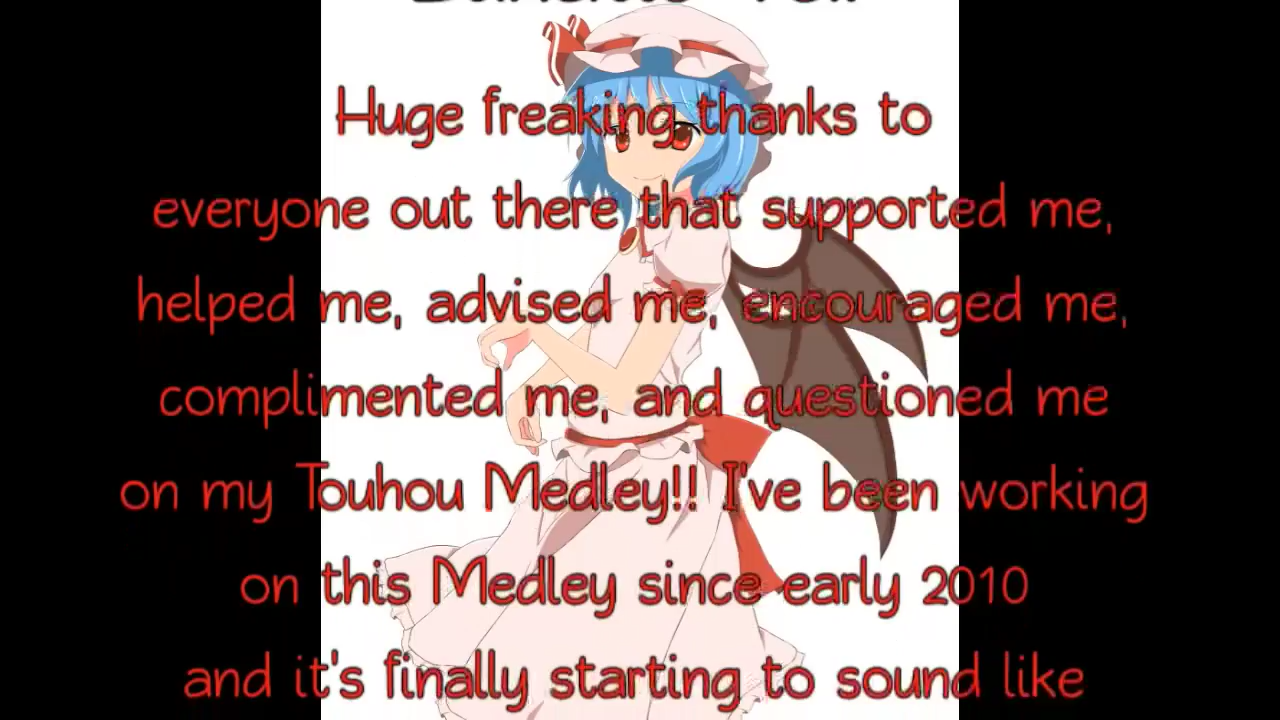 Huge freaking thanks to
everyone out there that supported me,
helped me, advised me, encouraged me,
complimented me, and questioned me
on my Touhou Medley!! I've been working
on this Medley since early 2010
and it's finally starting to sound like